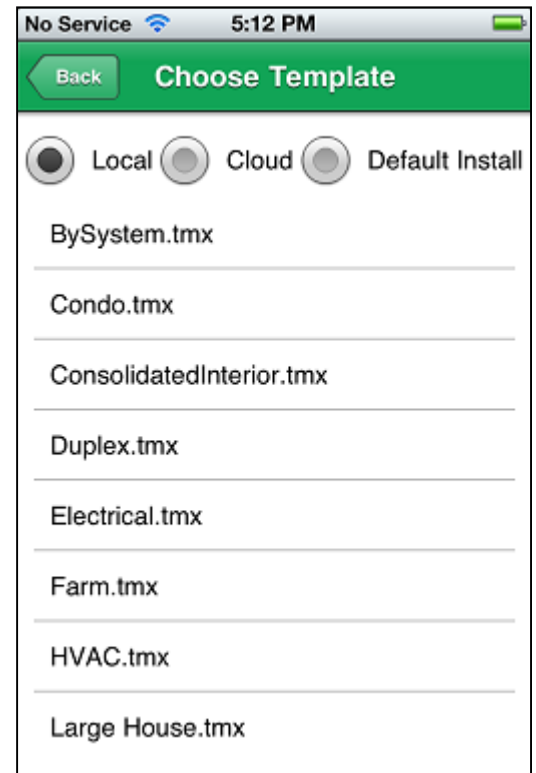 No Service 5:12 PM
Back Choose Template
Local Cloud Default Install
BySystem.tmx
Condo.tmx
ConsolidatedInterior.tmx
Duplex.tmx
Electrical.tmx
Farm.tmx
HVAC.tmx
Large House.tmx